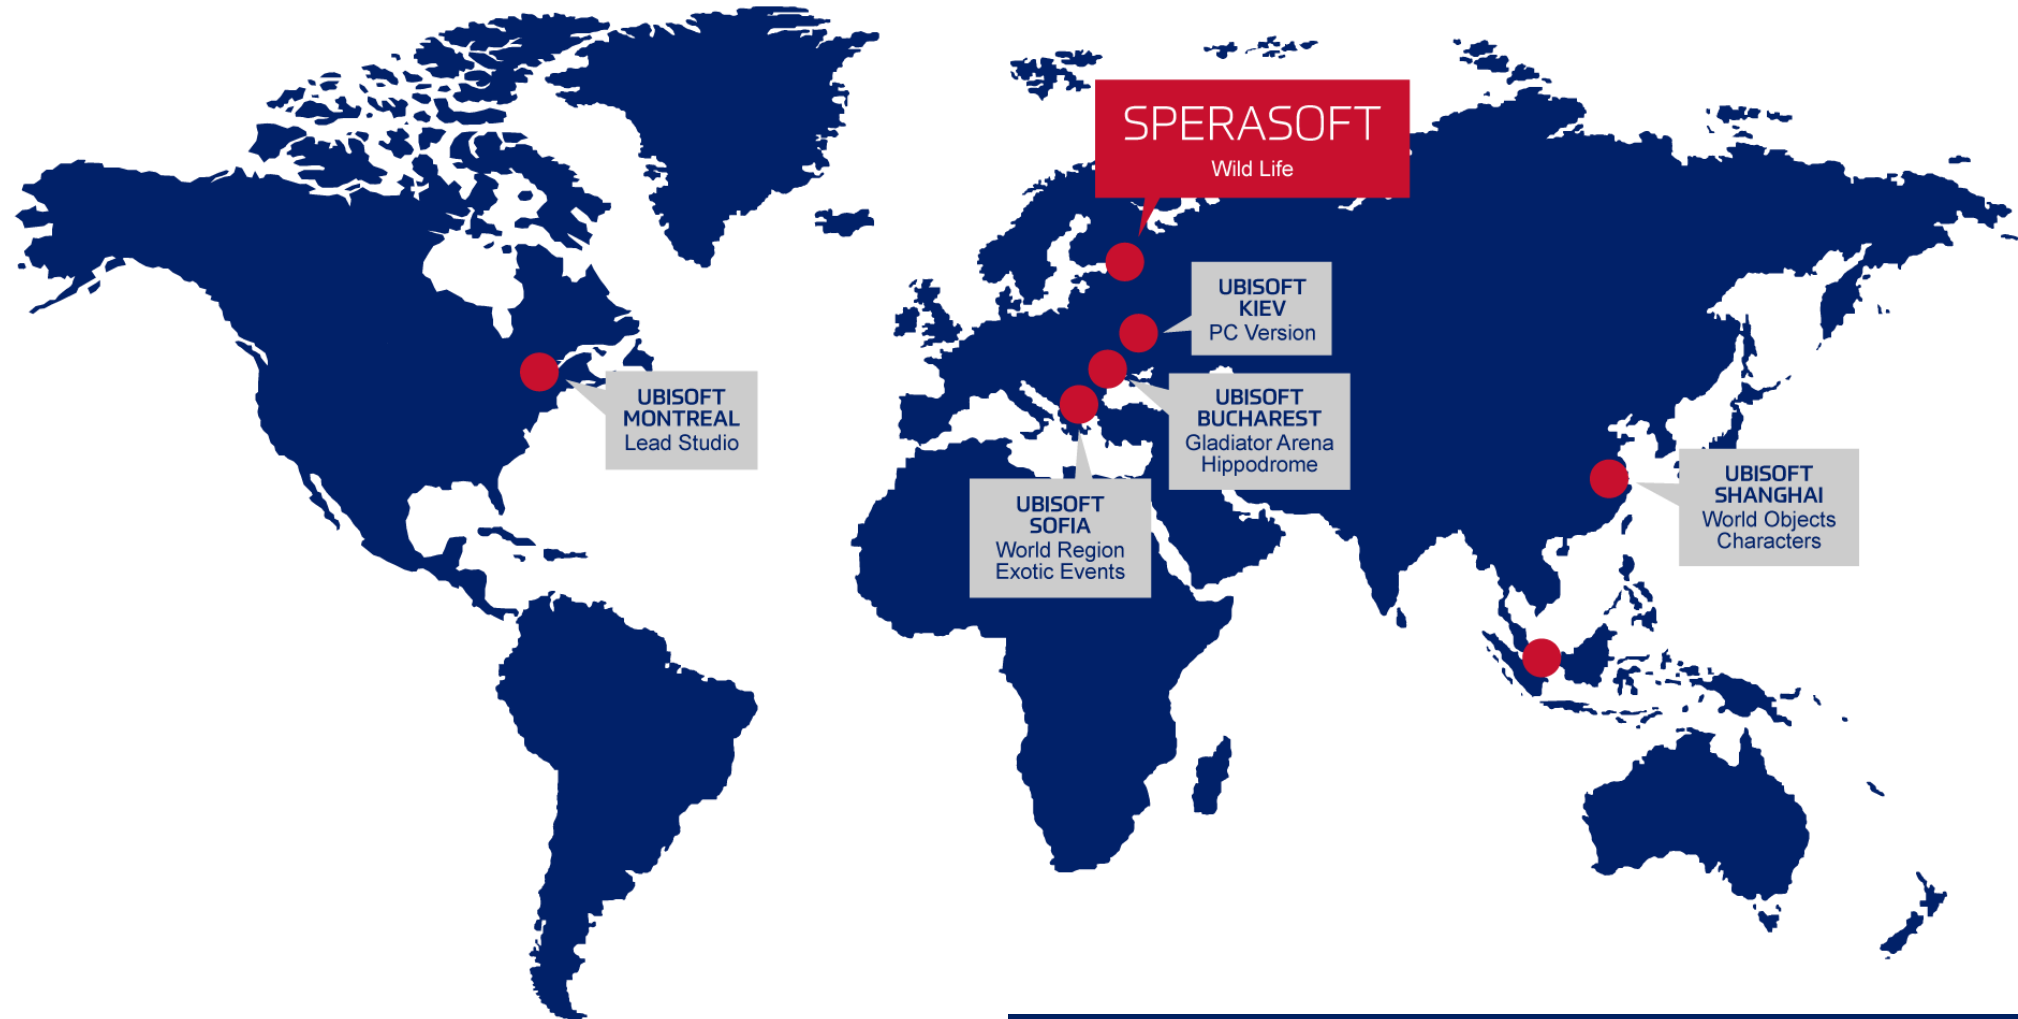 SPERASOFT
Wild Life
UBISOFT
KIEV
PC Version
UBISOFT
MONTREAL
Lead Studio
UBISOFT
BUCHAREST
Gladiator Arena
Hippodrome
UBISOFT
SOFIA
World Region
Exotic Events
UBISOFT
SHANGHAI
World Objects
Characters